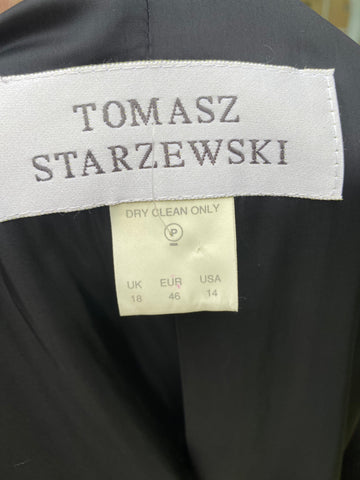 TOMASZ
STARZEWSKI
DRY CLEAN ONLY
P
UK EUR USA
18 46 14